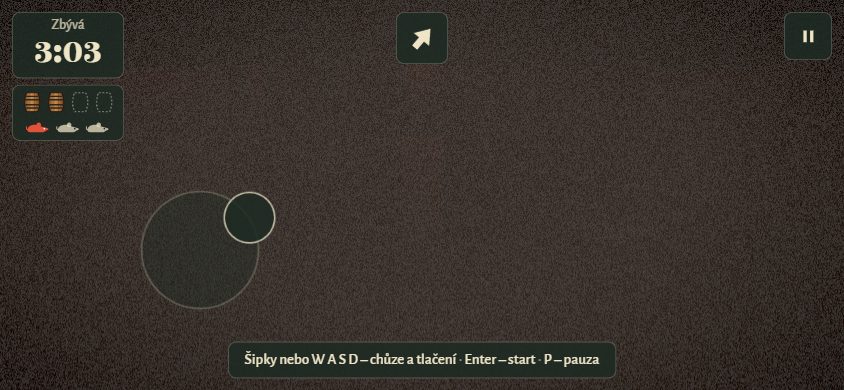 Zbývá
3:03
Šipky nebo W A S D – chůze a tlačení · Enter – start · P – pauza